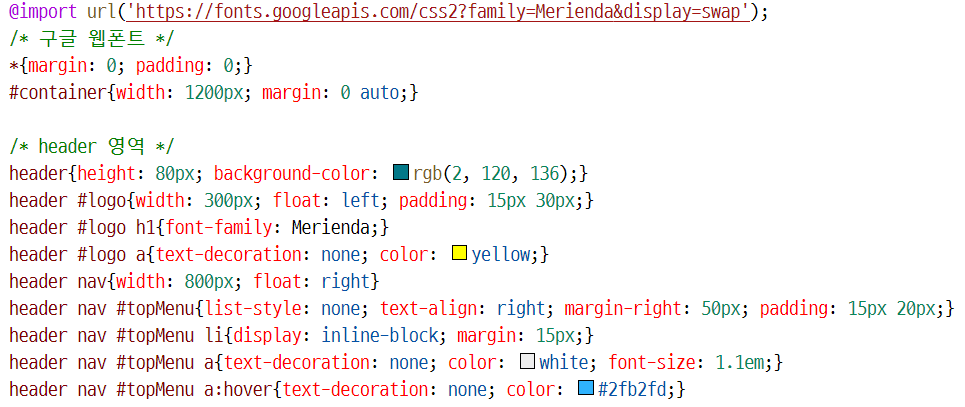 @import url('https://fonts.googleapis.com/css2?family=Merienda&display=swap');
/* 구글 웹폰트 */
*{margin: 0; padding: 0;}
#container{width: 1200px; margin: 0 auto;}
/* header 영역 */
header{height: 80px; background-color: rgb(2, 120, 136);}
header #logo{width: 300px; float: left; padding: 15px 30px;}
header #logo h1{font-family: Merienda;}
header #logo a{text-decoration: none; color: yellow;}
header nav{width: 800px; float: right}
header nav #topMenu{list-style: none; text-align: right; margin-right: 50px; padding: 15px 20px;}
header nav #topMenu li{display: inline-block; margin: 15px;}
header nav #topMenu a{text-decoration: none; color: white; font-size: 1.1em;}
header nav #topMenu a:hover{text-decoration: none; color: #2fb2fd;}